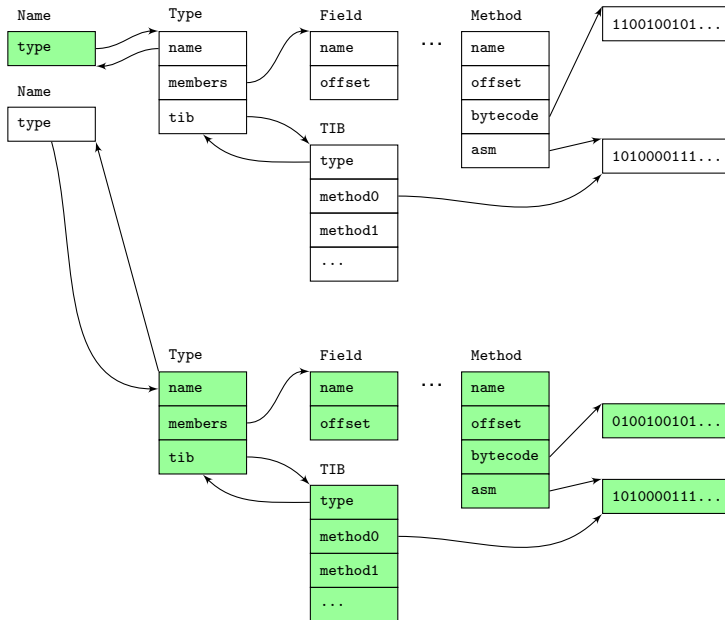 Name
type
Name
type
Type
name
members
tib
Field
name
offset
...
Method
name
offset
bytecode
asm
1100100101...
1010000111...
TIB
type
method0
method1
...
Type
name
members
tib
Field
name
offset
...
Method
name
offset
bytecode
asm
0100100101...
1010000111...
TIB
type
method0
method1
...